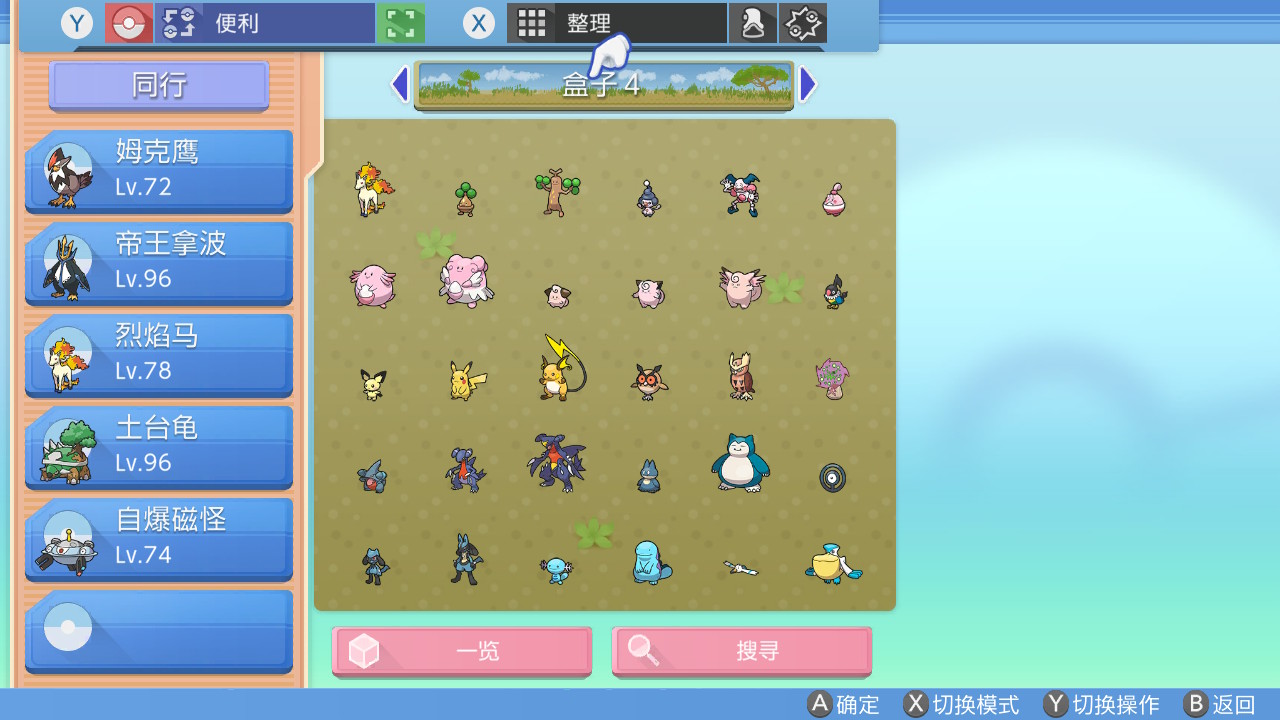 Y 便利 X 整理
同行
盒子 4
姆克鹰
Lv.72
帝王拿波
Lv.96
烈焰马
Lv.78
土台龟
Lv.96
自爆磁怪
Lv.74
一览 搜寻
A 确定 X 切换模式 Y 切换操作 B 返回